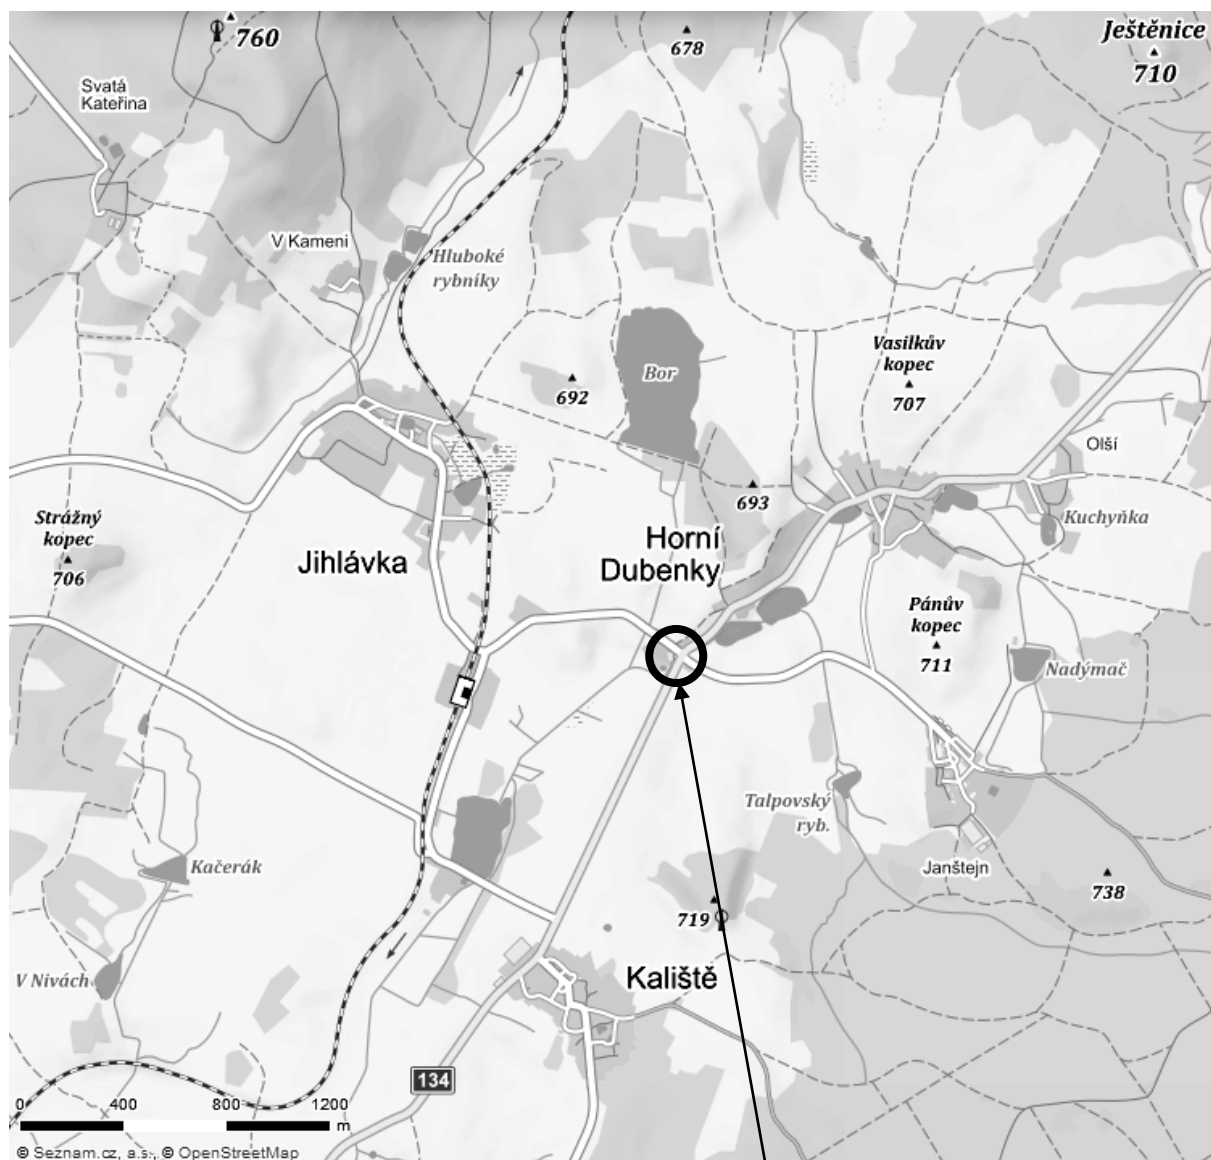 760
678
Ještěnice
710
Svatá
Kateřina
V Kameni
Hluboké
rybníky
Bor
692
Vasilkův
kopec
707
Olší
693
Kuchyňka
Strážný
kopec
706
Jihlávka
Horní
Dubenky
Pánův
kopec
711
Nadýmač
Talpovský
ryb.
Kačerák
Janštejn
738
719
V Nivách
Kaliště
134
0 400 800 1200
m
© Seznam.cz, a.s., © OpenStreetMap